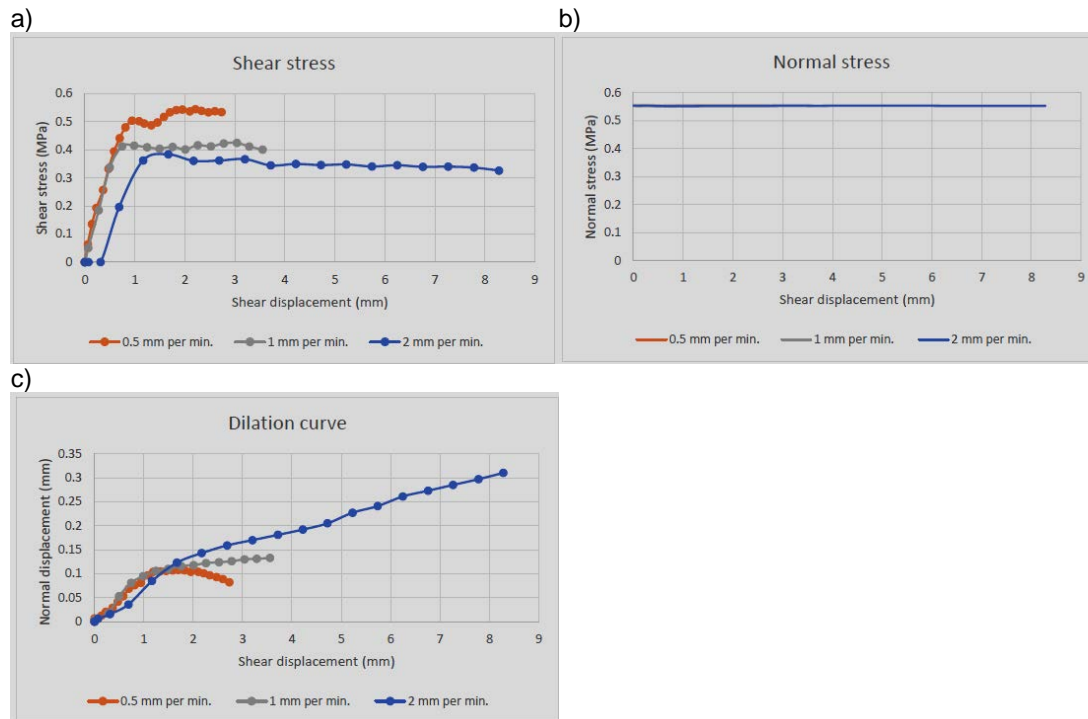 a)
Shear stress
0.6
0.5
0.4
0.3
0.2
0.1
0
Shear stress (MPa)
0 1 2 3 4 5 6 7 8 9
Shear displacement (mm)
0.5 mm per min. 1 mm per min. 2 mm per min.
b)
Normal stress
0.6
0.5
0.4
0.3
0.2
0.1
0
Normal stress (MPa)
0 1 2 3 4 5 6 7 8 9
Shear displacement (mm)
0.5 mm per min. 1 mm per min. 2 mm per min.
c)
Dilation curve
0.35
0.3
0.25
0.2
0.15
0.1
0.05
0
Normal displacement (mm)
0 1 2 3 4 5 6 7 8 9
Shear displacement (mm)
0.5 mm per min. 1 mm per min. 2 mm per min.